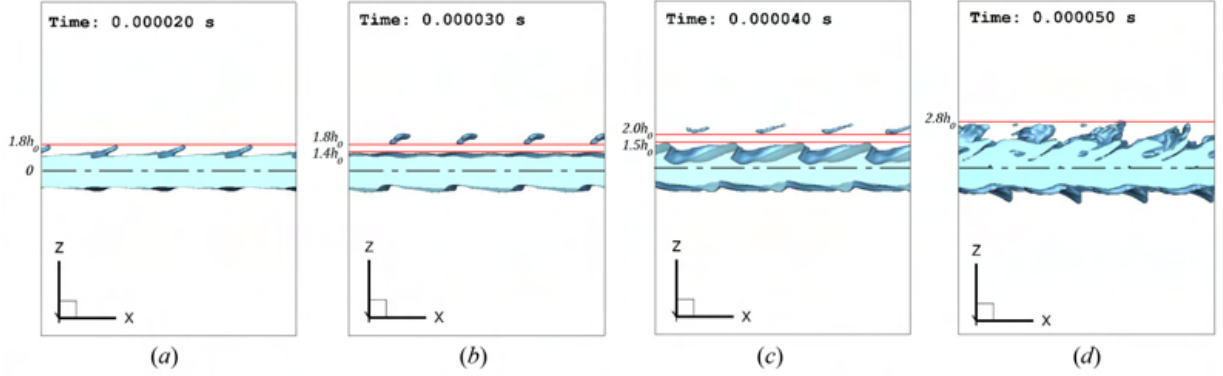 Time: 0.000020 s
1.8h₀
0
Z
X
(a)
Time: 0.000030 s
1.8h₀
1.4h₀
Z
X
(b)
Time: 0.000040 s
2.0h₀
1.5h₀
Z
X
(c)
Time: 0.000050 s
2.8h₀
Z
X
(d)